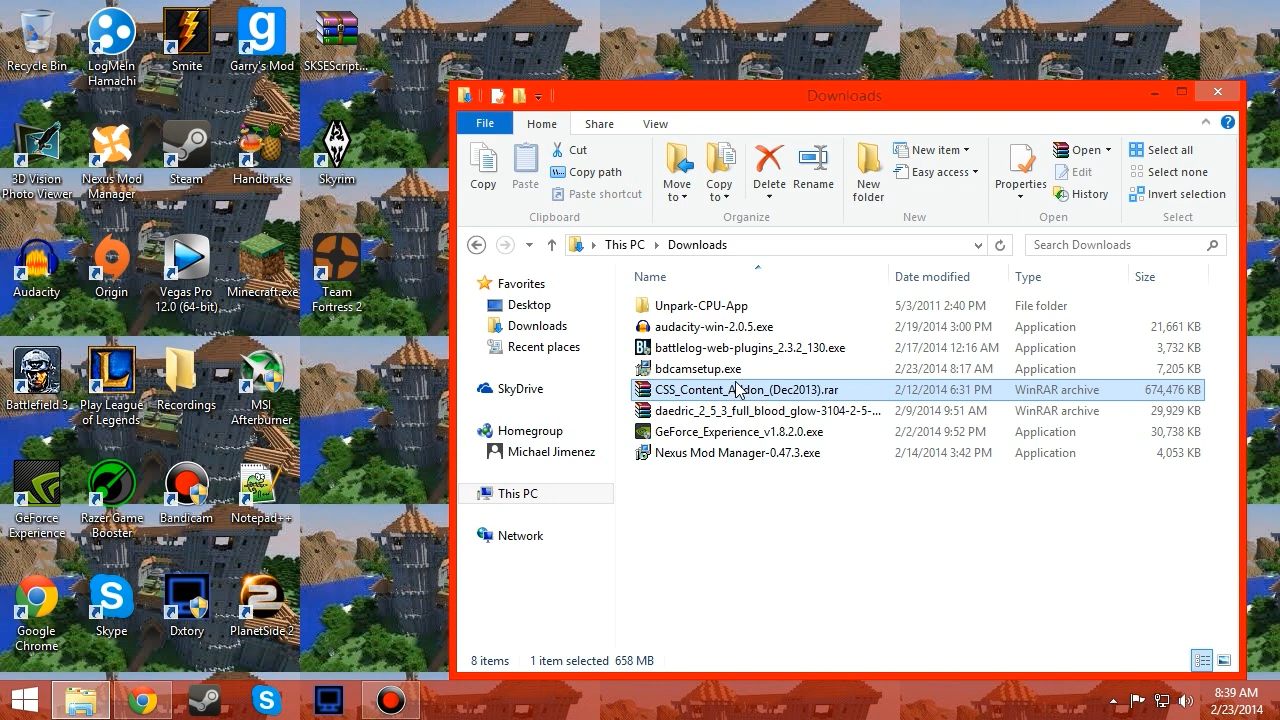 Recycle Bin
LogMeIn
Hamachi
Smite
Garry's Mod
SKSEScript...
3D Vision
Photo Viewer
Nexus Mod
Manager
Steam
Handbrake
Skyrim
Audacity
Origin
Vegas Pro
12.0 (64-bit)
Minecraft.exe
Team
Fortress 2
Battlefield 3
Play League
of Legends
Recordings
MSI
Afterburner
GeForce
Experience
Razer Game
Booster
Bandicam
Notepad++
Google
Chrome
Skype
Dxtory
PlanetSide 2
Downloads
File
Home
Share
View
Copy
Paste
Cut
Copy path
Paste shortcut
Clipboard
Move
to
Copy
to
Delete
Rename
Organize
New
folder
New item
Easy access
New
Properties
Open
Edit
History
Open
Select all
Select none
Invert selection
Select
This PC
Downloads
Search Downloads
Favorites
Desktop
Downloads
Recent places
SkyDrive
Homegroup
Michael Jimenez
This PC
Network
Name Date modified Type Size
Unpark-CPU-App 5/3/2011 2:40 PM File folder
audacity-win-2.0.5.exe 2/19/2014 3:00 PM Application 21,661 KB
battlelog-web-plugins_2.3.2_130.exe 2/17/2014 12:16 AM Application 3,732 KB
bdcamsetup.exe 2/23/2014 8:17 AM Application 7,205 KB
CSS_Content_Addon_(Dec2013).rar 2/12/2014 6:31 PM WinRAR archive 674,476 KB
daedric_2_5_3_full_blood_glow-3104-2-5-... 2/9/2014 9:51 AM WinRAR archive 29,929 KB
GeForce_Experience_v1.8.2.0.exe 2/2/2014 9:52 PM Application 30,738 KB
Nexus Mod Manager-0.47.3.exe 2/14/2014 3:42 PM Application 4,053 KB
8 items 1 item selected 658 MB
8:39 AM
2/23/2014